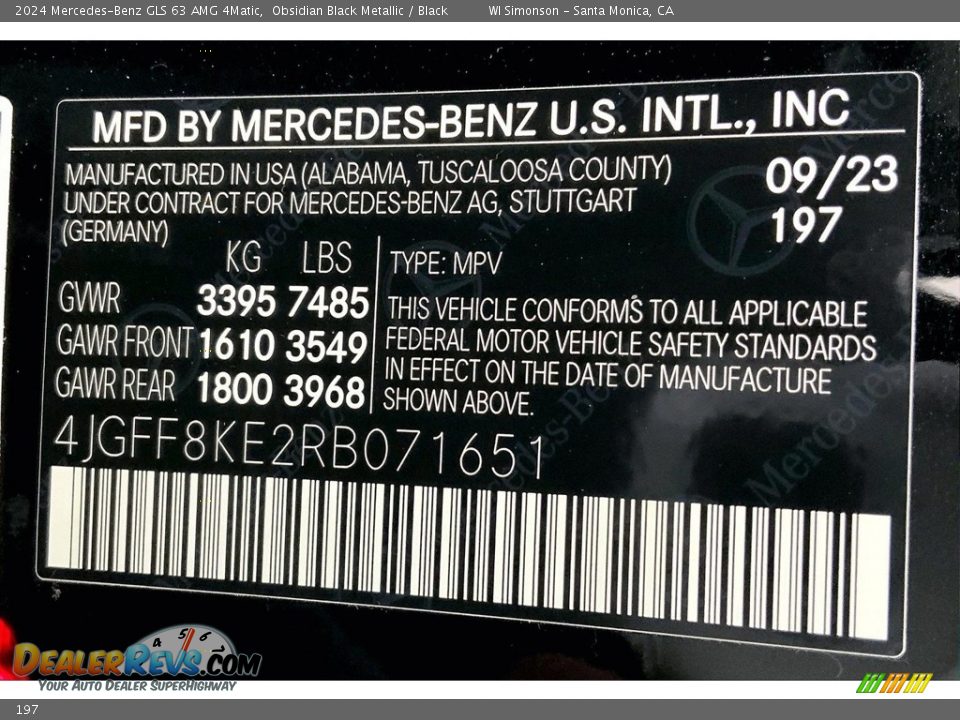 2024 Mercedes-Benz GLS 63 AMG 4Matic, Obsidian Black Metallic / Black WI Simonson - Santa Monica, CA
MFD BY MERCEDES-BENZ U.S. INTL., INC
MANUFACTURED IN USA (ALABAMA, TUSCALOOSA COUNTY) 09/23
UNDER CONTRACT FOR MERCEDES-BENZ AG, STUTTGART 197
(GERMANY)
KG LBS
TYPE: MPV
GVWR 3395 7485
GAWR FRONT 1610 3549
GAWR REAR 1800 3968
THIS VEHICLE CONFORMS TO ALL APPLICABLE
FEDERAL MOTOR VEHICLE SAFETY STANDARDS
IN EFFECT ON THE DATE OF MANUFACTURE
SHOWN ABOVE.
4JGFF8KE2RB071651
4 5 6
DealerRevs.com
Your Auto Dealer SuperHighway
197